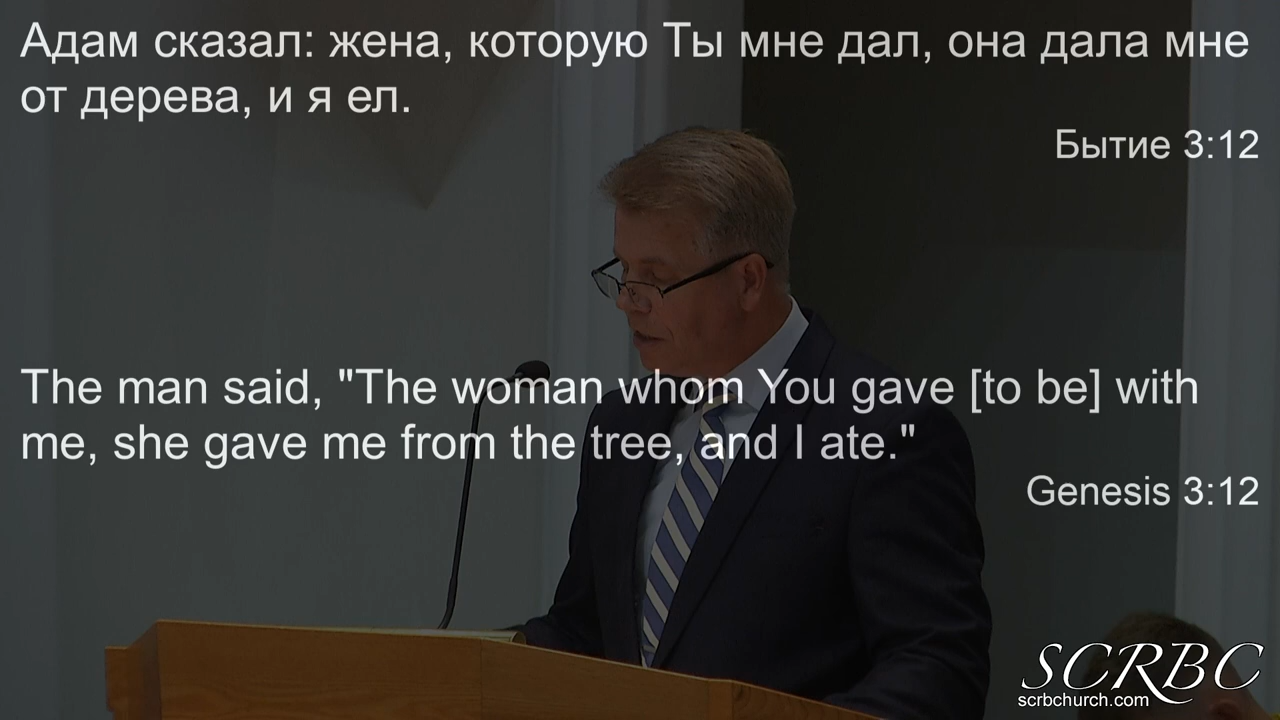 Адам сказал: жена, которую Ты мне дал, она дала мне
от дерева, и я ел.
Бытие 3:12
The man said, "The woman whom You gave [to be] with
me, she gave me from the tree, and I ate."
Genesis 3:12
SCRBC
scrbchurch.com